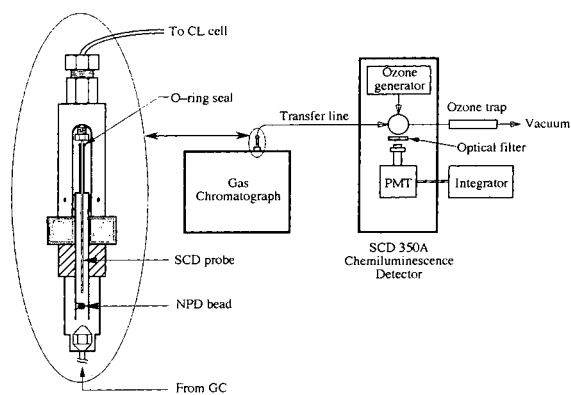 To CL cell
O-ring seal
SCD probe
NPD bead
From GC
Transfer line
Gas
Chromatograph
Ozone
generator
Ozone trap
Vacuum
Optical filter
PMT
Integrator
SCD 350A
Chemiluminescence
Detector